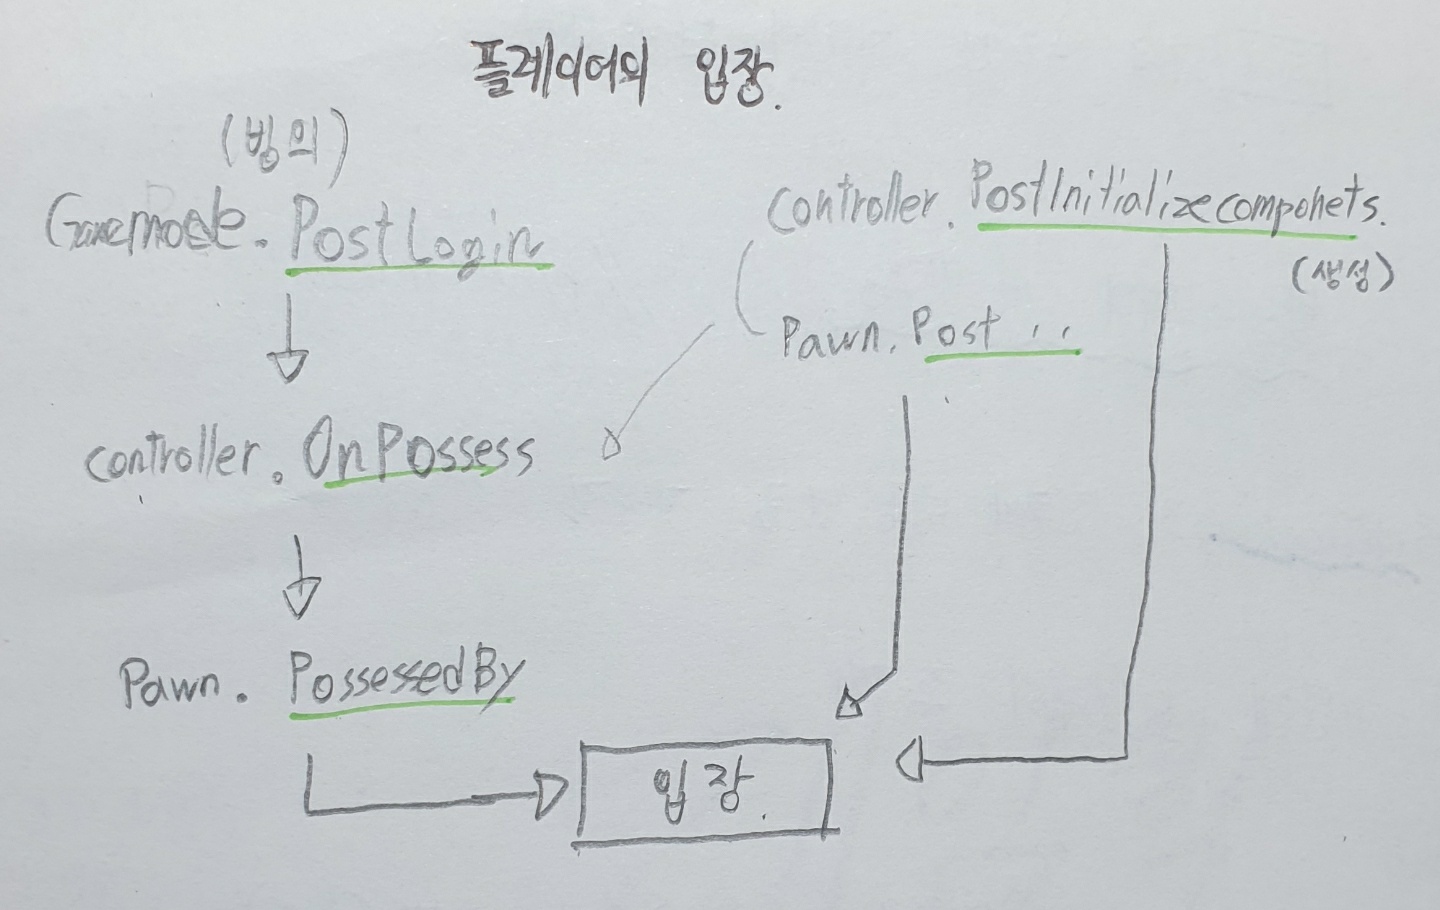 플레이어의 입장.
(빙의)
Gamemode. PostLogin
controller. OnPossess
Pawn. PossessedBy
controller. PostInitializecomponets.
(생성)
Pawn. Post ..
입장.